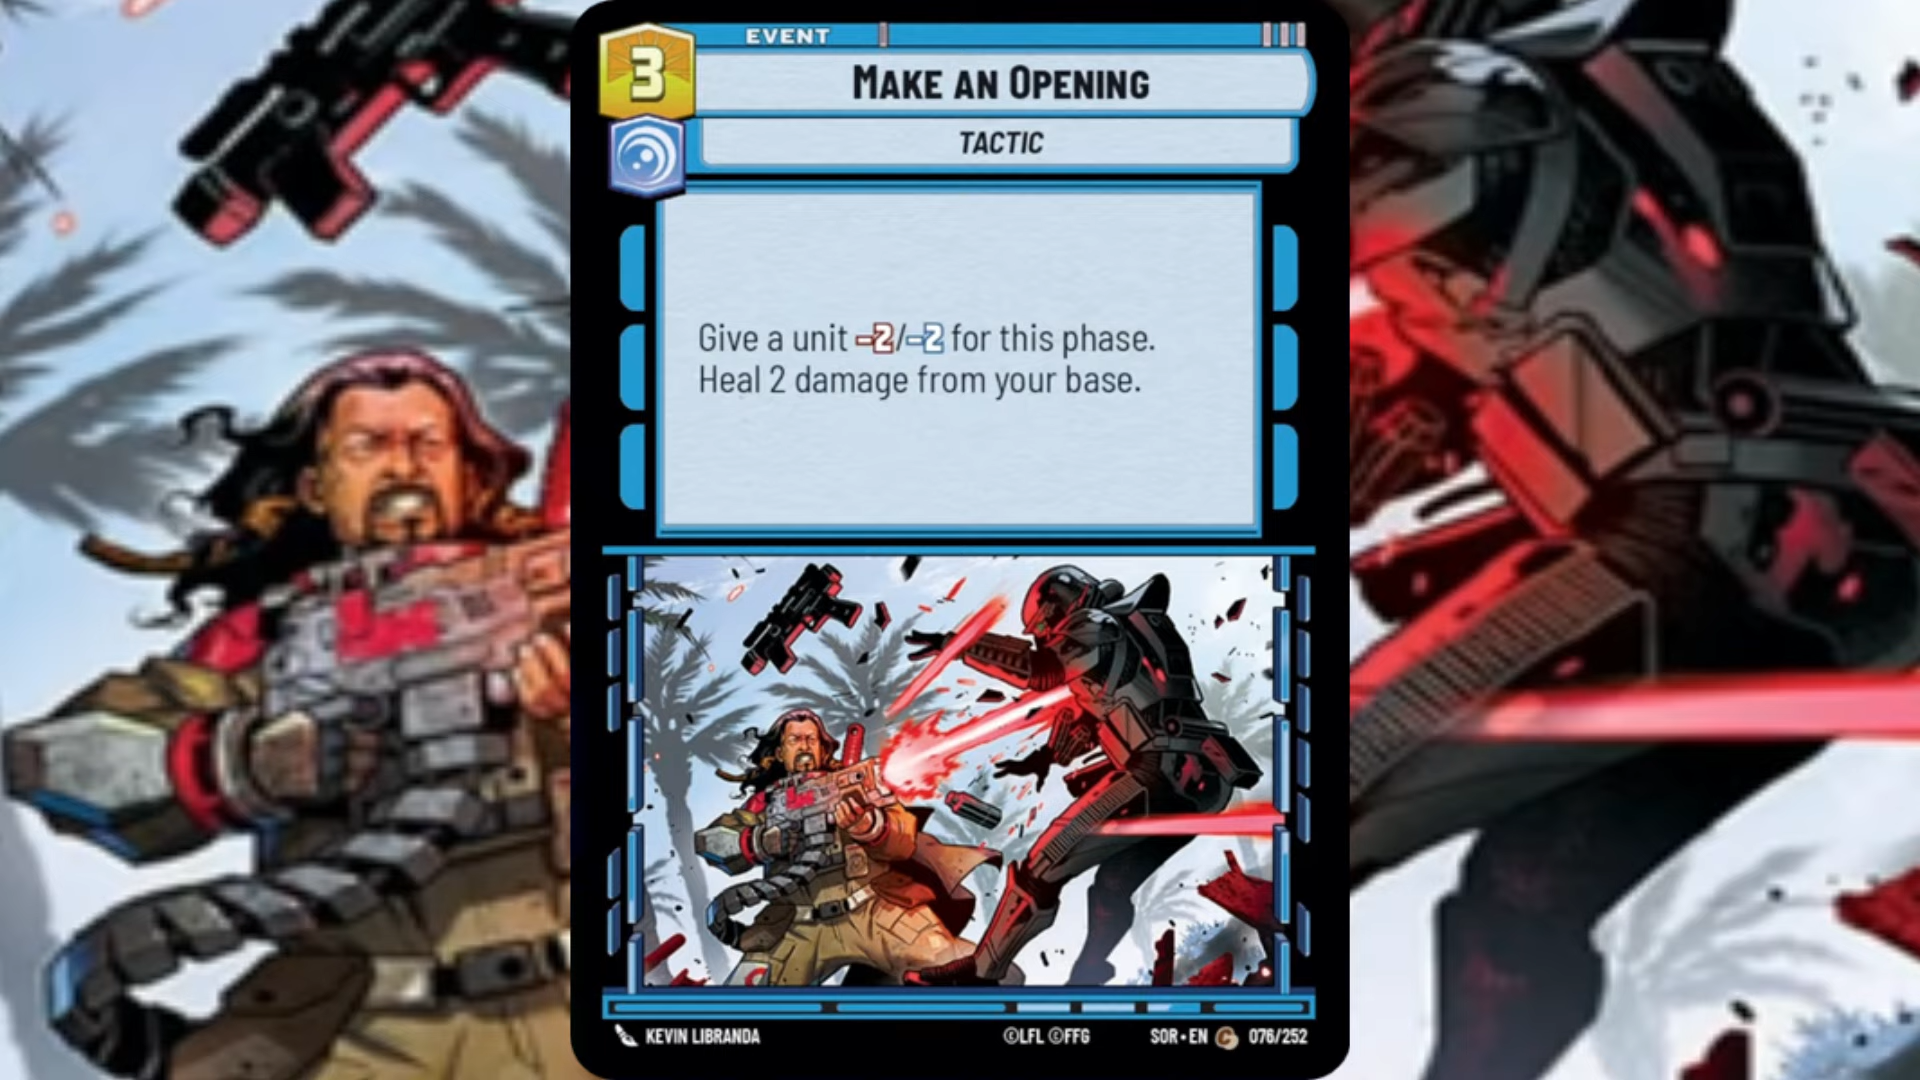 EVENT
3
MAKE AN OPENING
TACTIC
Give a unit -2/-2 for this phase.
Heal 2 damage from your base.
KEVIN LIBRANDA
©LFL ©FFG
SOR • EN C 076/252